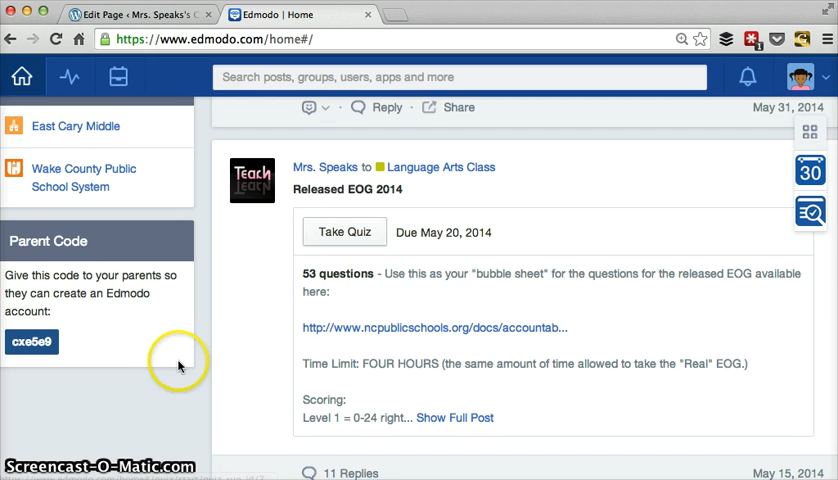 Edit Page ‹ Mrs. Speaks's C
Edmodo | Home
https://www.edmodo.com/home#/
Search posts, groups, users, apps and more
East Cary Middle
Wake County Public
School System
Parent Code
Give this code to your parents so
they can create an Edmodo
account:
cxe5e9
Reply
Share
May 31, 2014
Teach
Learn
Mrs. Speaks to Language Arts Class
Released EOG 2014
Take Quiz
Due May 20, 2014
53 questions - Use this as your "bubble sheet" for the questions for the released EOG available
here:
http://www.ncpublicschools.org/docs/accountab...
Time Limit: FOUR HOURS (the same amount of time allowed to take the "Real" EOG.)
Scoring:
Level 1 = 0-24 right... Show Full Post
11 Replies
May 15, 2014
30
1
Screencast-O-Matic.com